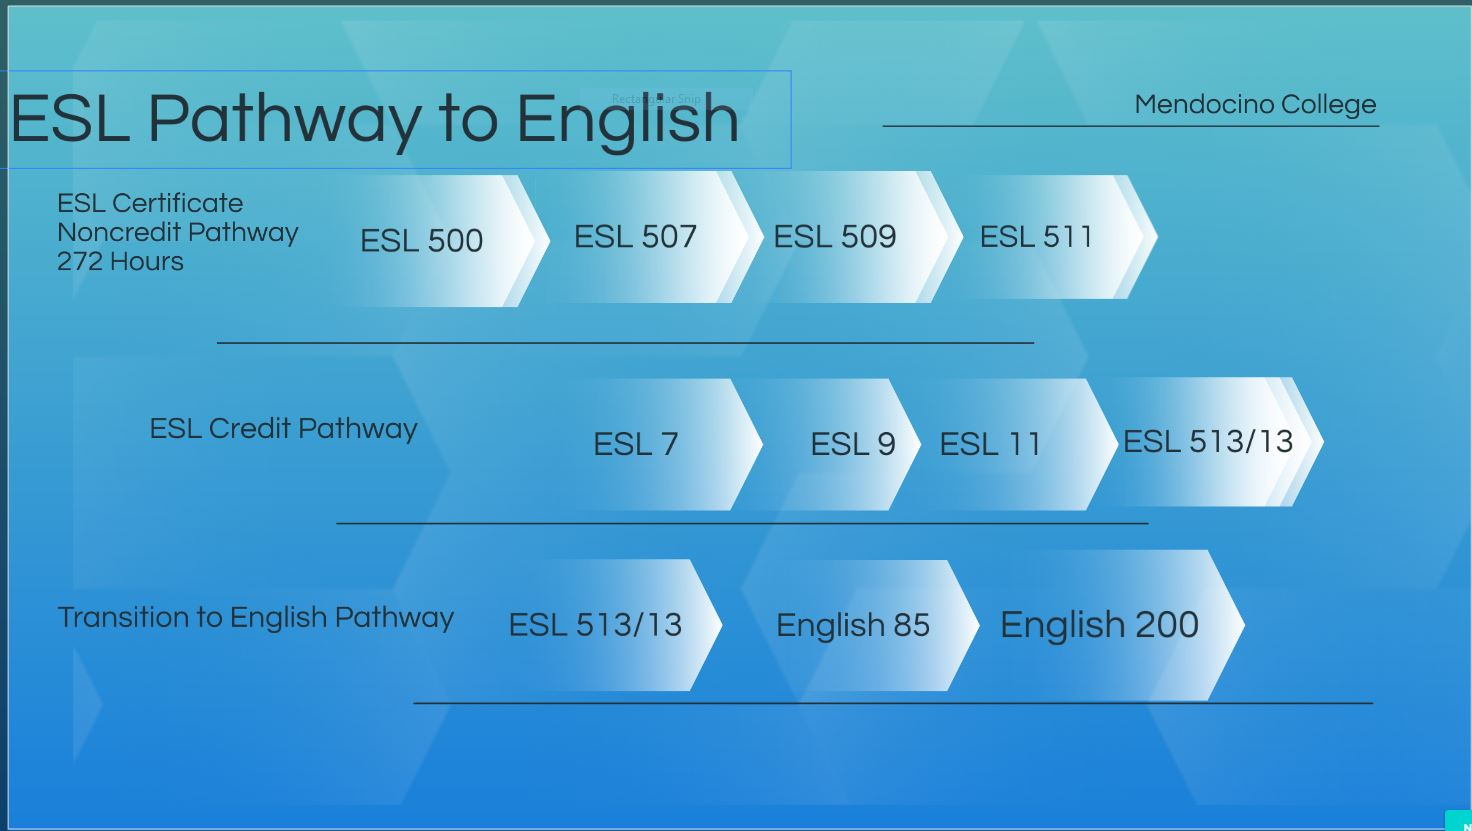 Rectangular Snip
ESL Pathway to English
Mendocino College
ESL Certificate
Noncredit Pathway
272 Hours
ESL 500
ESL 507
ESL 509
ESL 511
ESL Credit Pathway
ESL 7
ESL 9
ESL 11
ESL 513/13
Transition to English Pathway
ESL 513/13
English 85
English 200